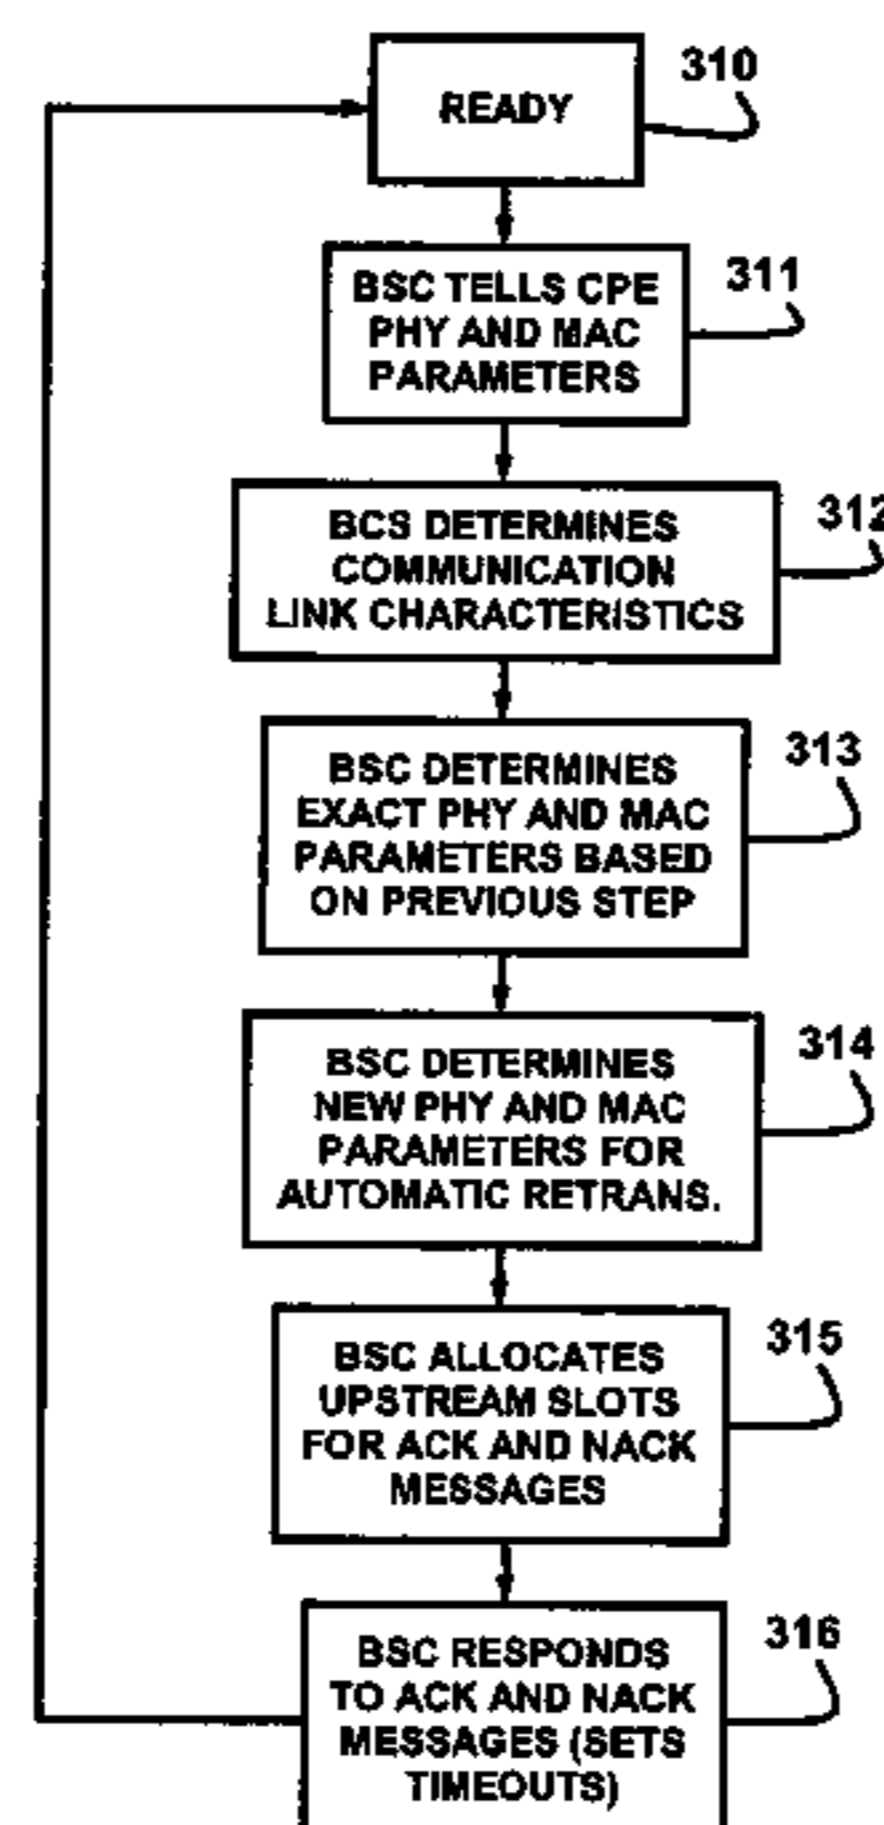 READY
310
BSC TELLS CPE
PHY AND MAC
PARAMETERS
311
BCS DETERMINES
COMMUNICATION
LINK CHARACTERISTICS
312
BSC DETERMINES
EXACT PHY AND MAC
PARAMETERS BASED
ON PREVIOUS STEP
313
BSC DETERMINES
NEW PHY AND MAC
PARAMETERS FOR
AUTOMATIC RETRANS.
314
BSC ALLOCATES
UPSTREAM SLOTS
FOR ACK AND NACK
MESSAGES
315
BSC RESPONDS
TO ACK AND NACK
MESSAGES (SETS
TIMEOUTS)
316